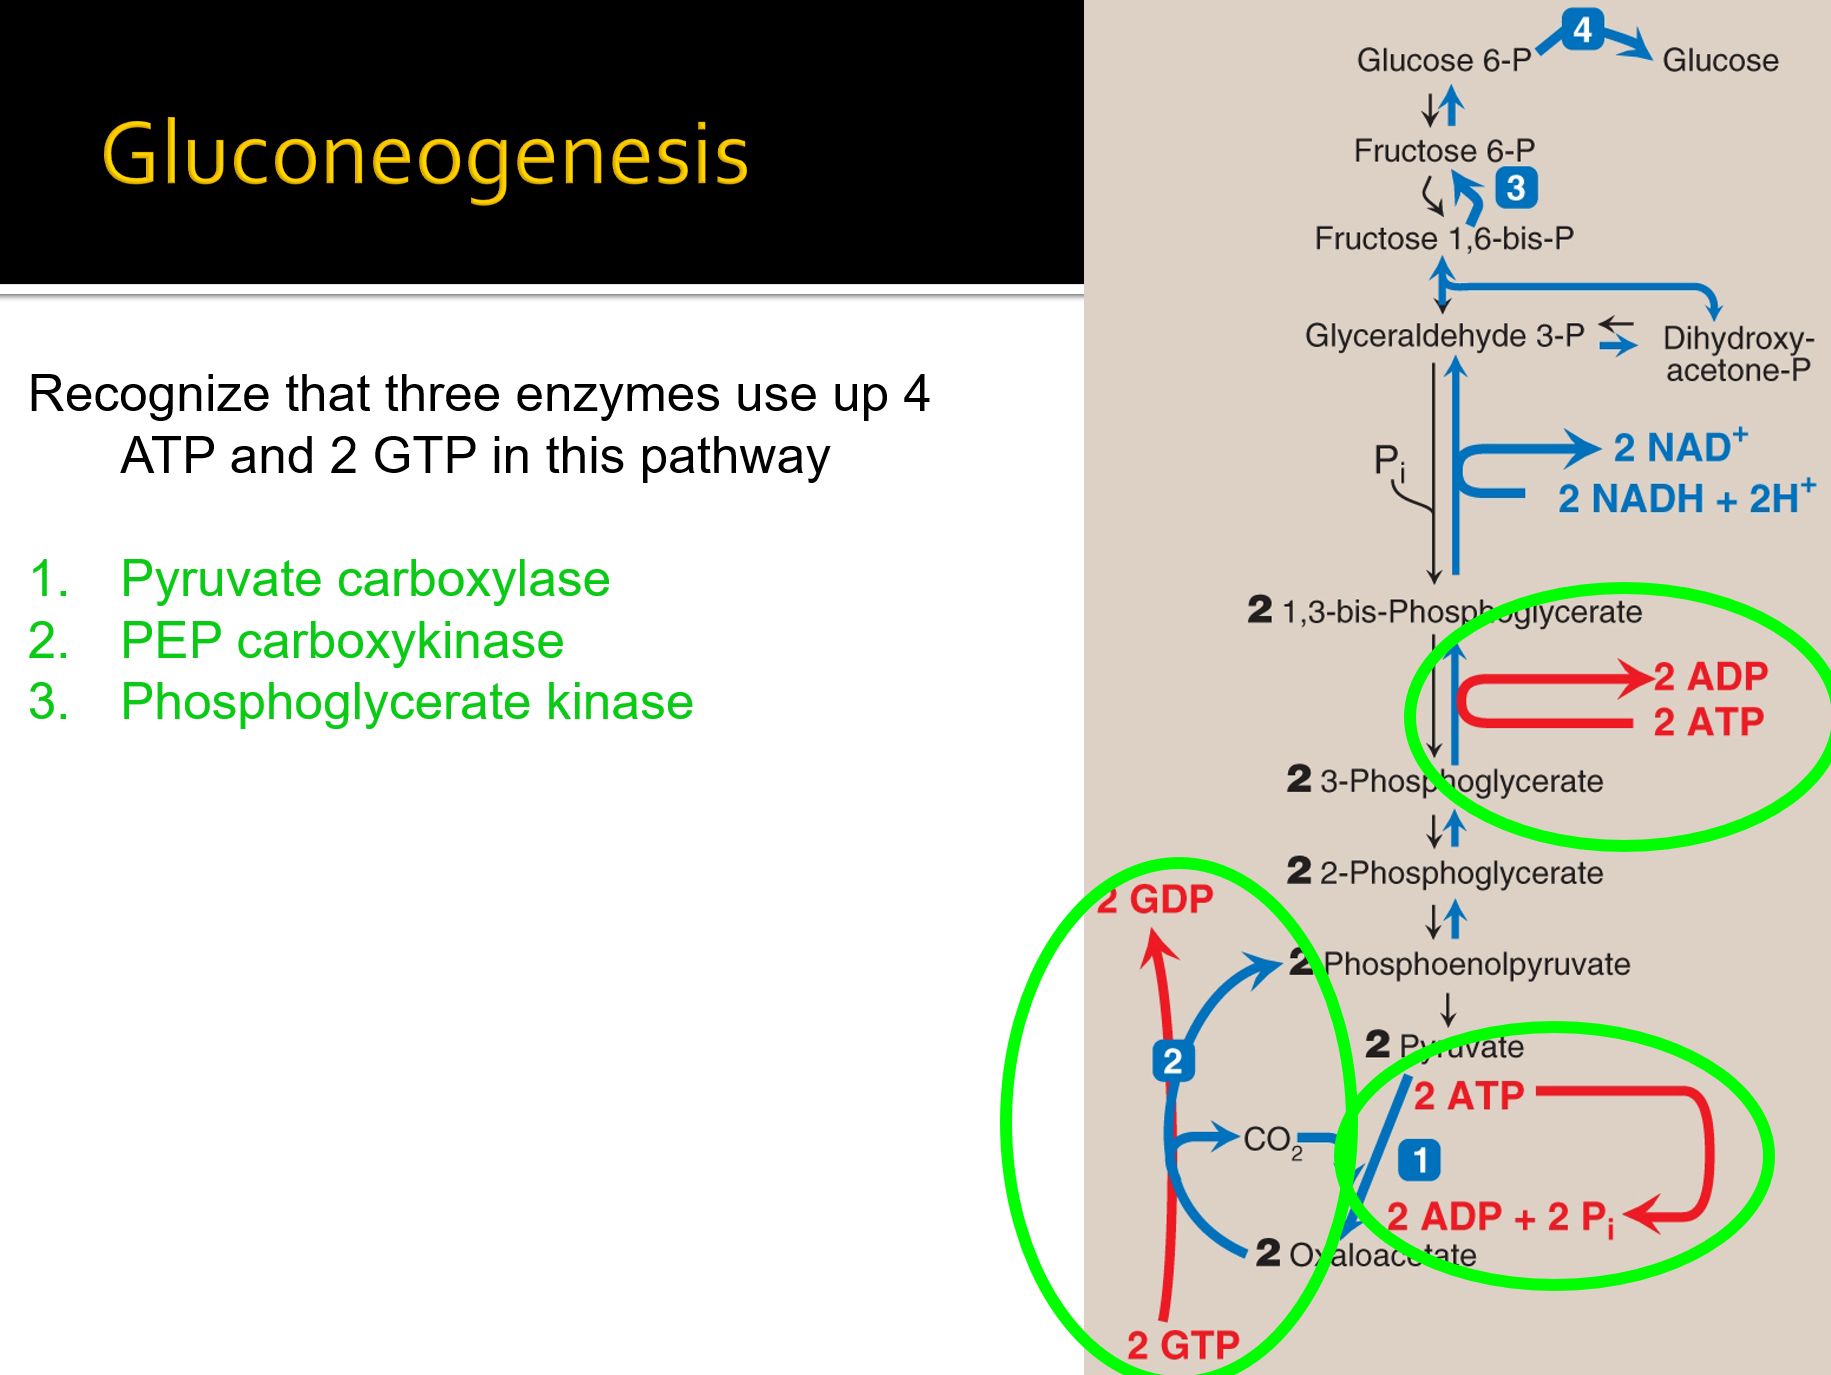 Gluconeogenesis
Recognize that three enzymes use up 4
ATP and 2 GTP in this pathway
1. Pyruvate carboxylase
2. PEP carboxykinase
3. Phosphoglycerate kinase
4
Glucose 6-P
Glucose
Fructose 6-P
3
Fructose 1,6-bis-P
Glyceraldehyde 3-P
Dihydroxy-
acetone-P
2 NAD⁺
Pᵢ
2 NADH + 2H⁺
2 1,3-bis-Phosphoglycerate
2 ADP
2 ATP
2 3-Phosphoglycerate
2 2-Phosphoglycerate
2 GDP
2 Phosphoenolpyruvate
2 Pyruvate
2
2 ATP
CO₂
1
2 ADP + 2 Pᵢ
2 Oxaloacetate
2 GTP